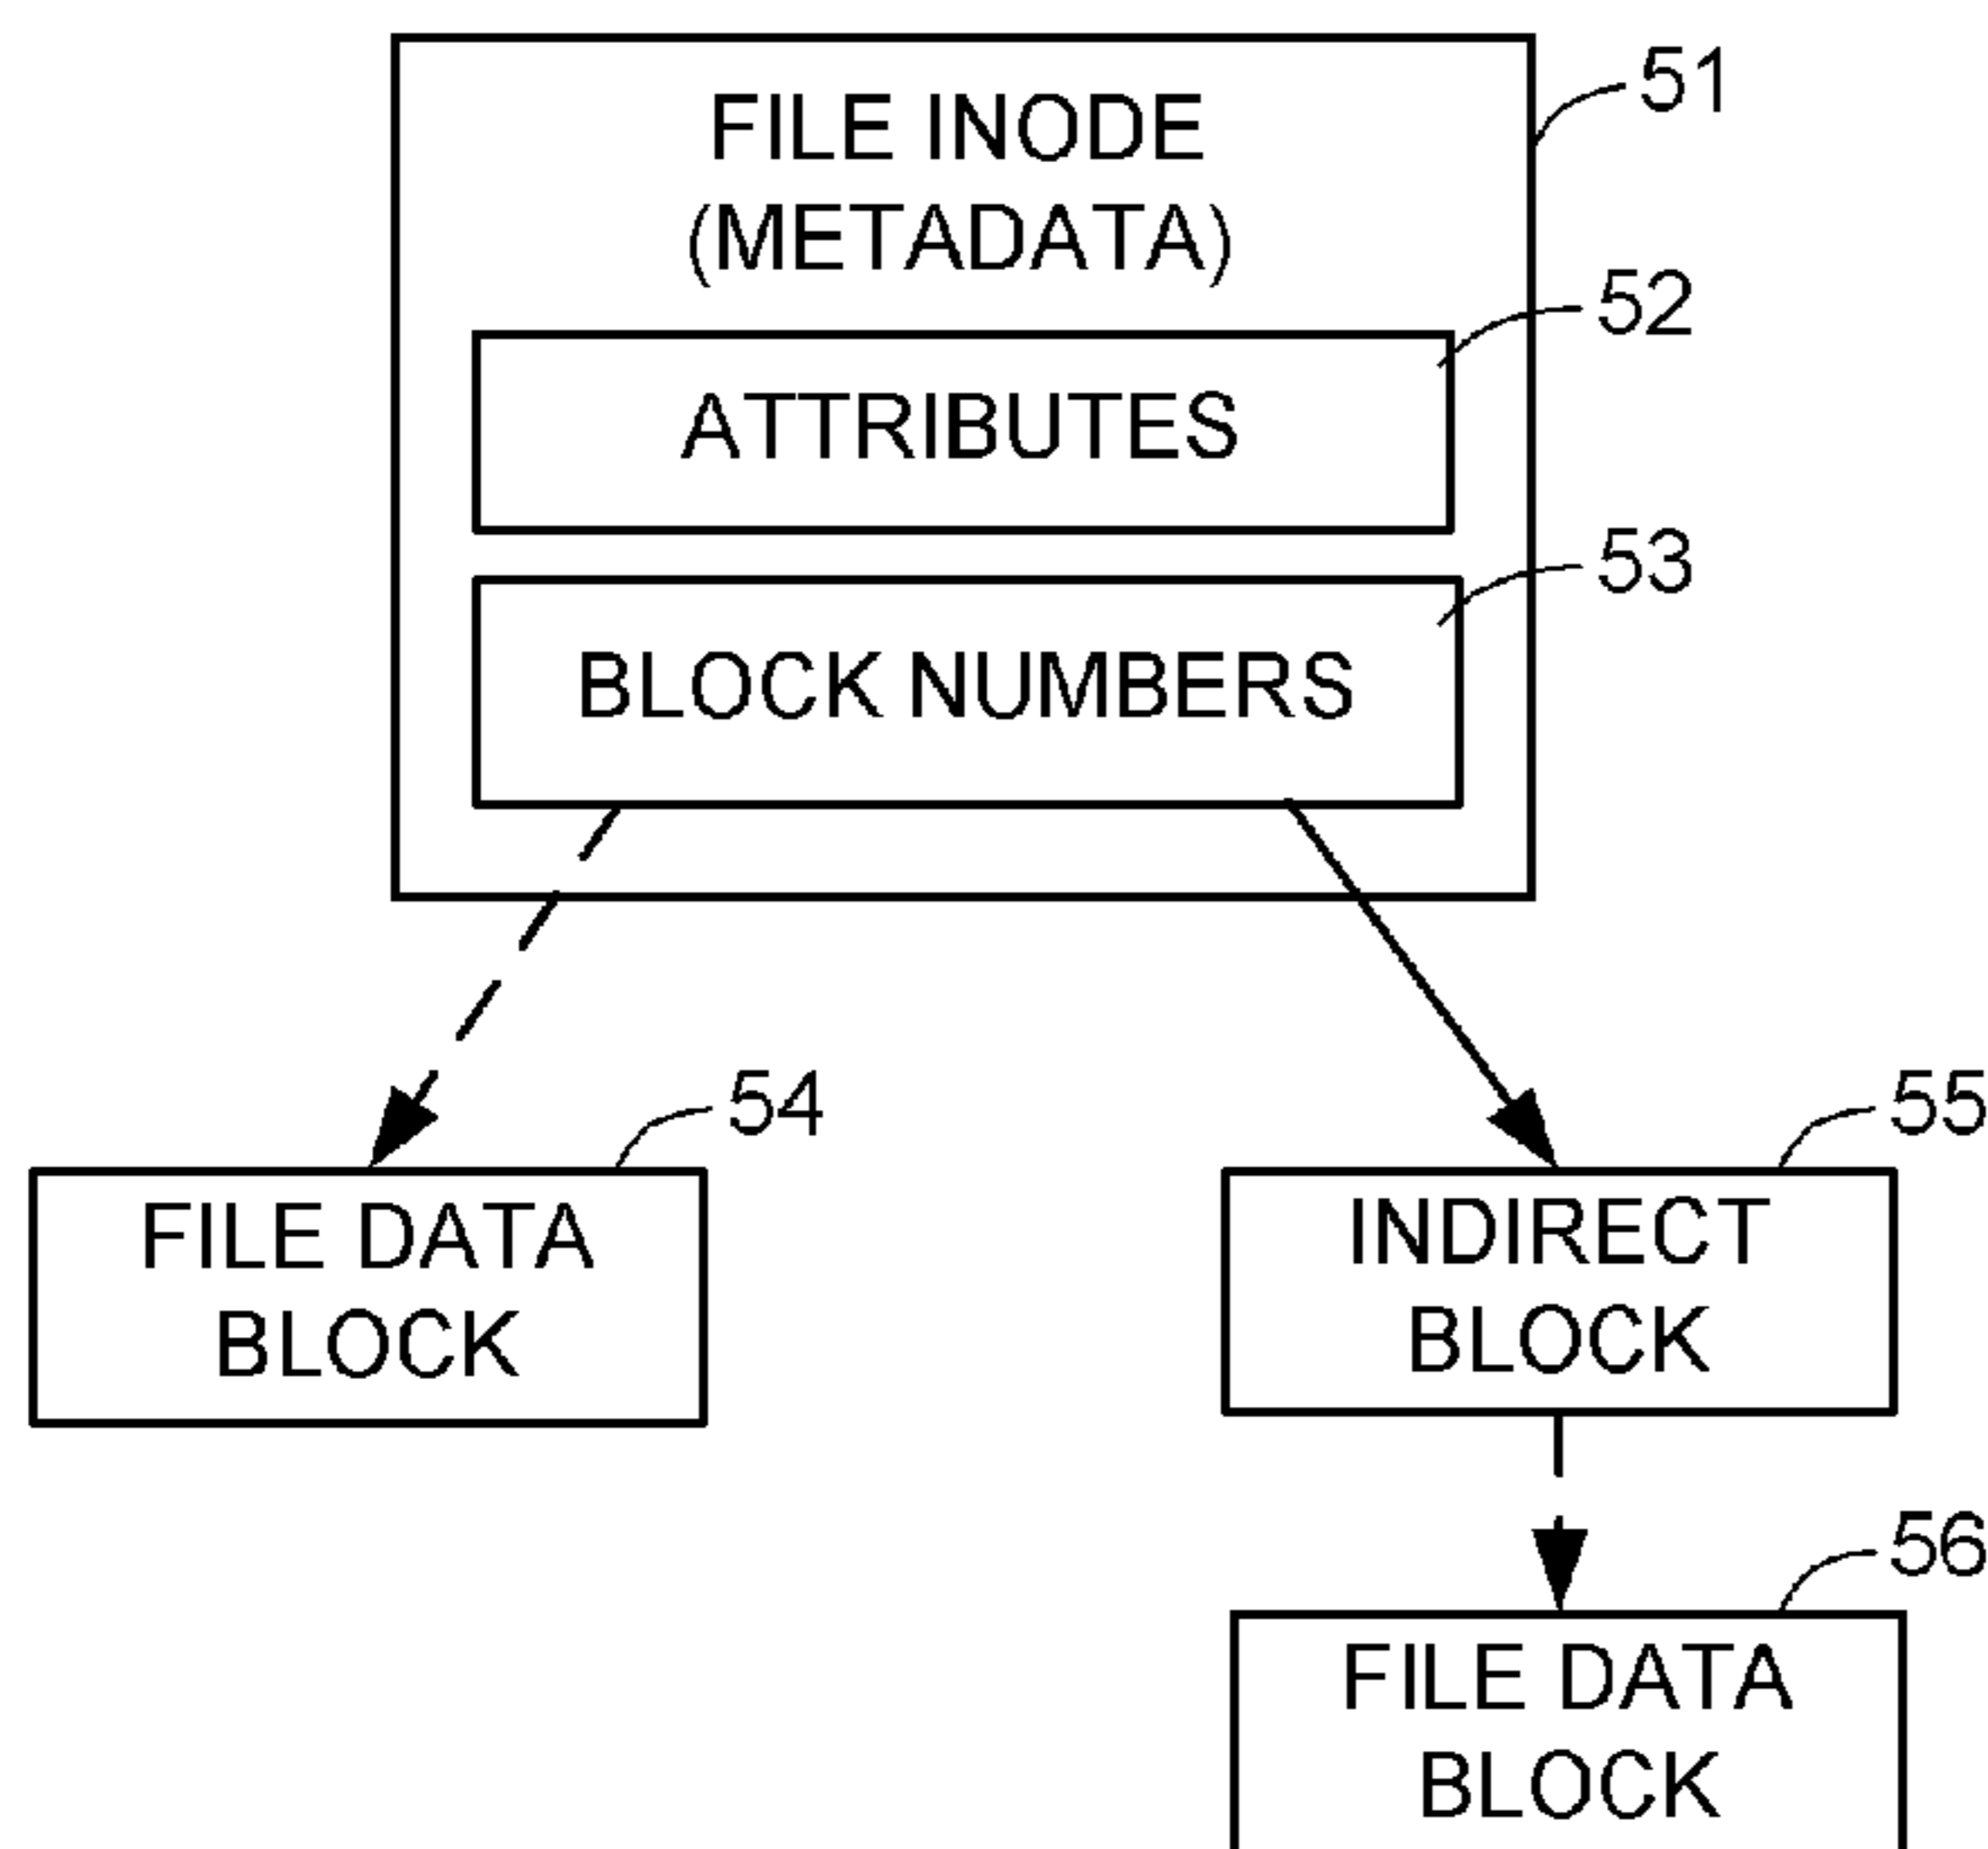 51
FILE INODE
(METADATA)
52
ATTRIBUTES
53
BLOCK NUMBERS
54
55
FILE DATA
BLOCK
INDIRECT
BLOCK
56
FILE DATA
BLOCK